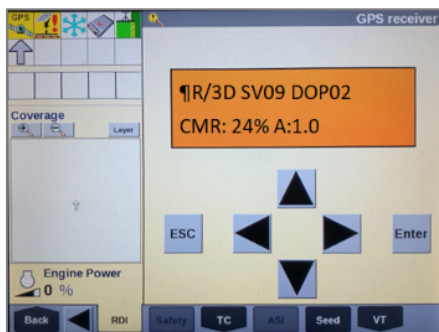 GPS
GPS receiver
¶R/3D SV09 DOP02
CMR: 24% A:1.0
Coverage
Layer
ESC
Enter
Engine Power
0 %
Back
RDI
Safety
TC
ASI
Seed
VT